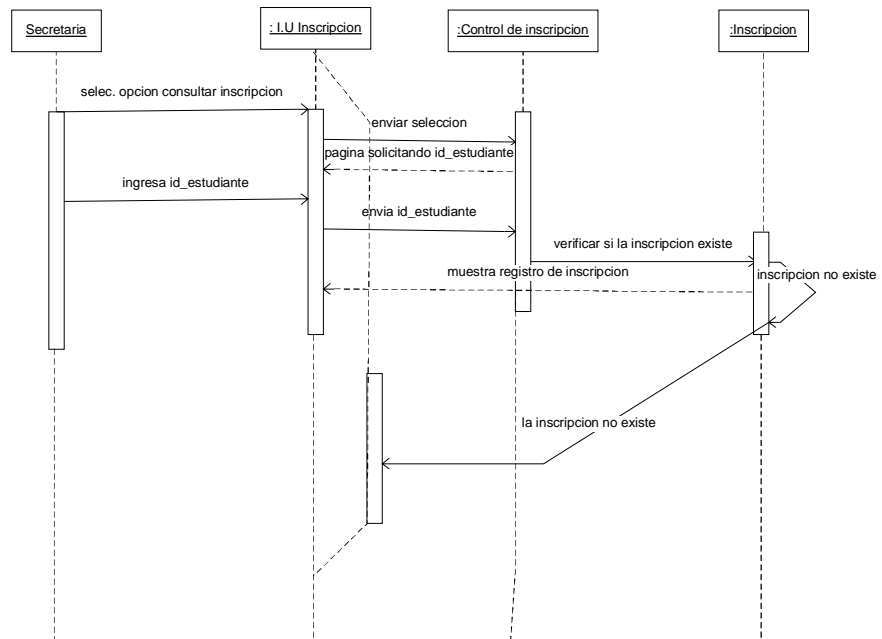 Secretaria
: I.U Inscripcion
:Control de inscripcion
:Inscripcion
selec. opcion consultar inscripcion
enviar seleccion
pagina solicitando id_estudiante
ingresa id_estudiante
envia id_estudiante
verificar si la inscripcion existe
muestra registro de inscripcion
inscripcion no existe
la inscripcion no existe